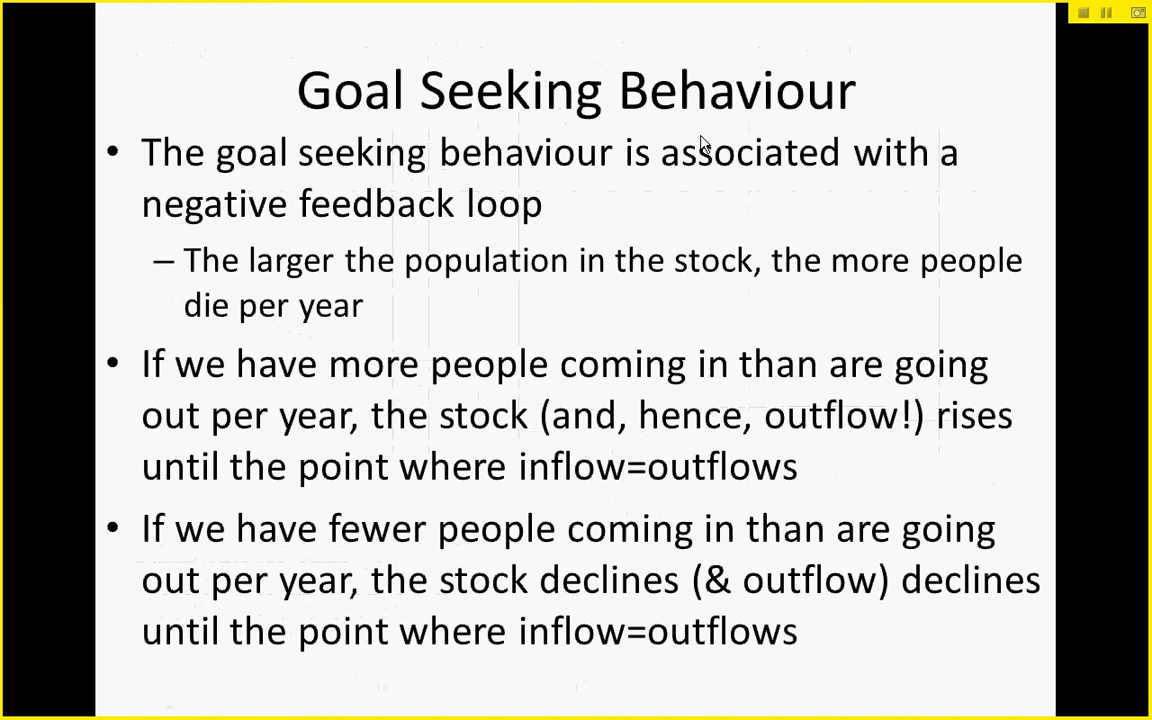 Goal Seeking Behaviour
• The goal seeking behaviour is associated with a
negative feedback loop
– The larger the population in the stock, the more people
die per year
• If we have more people coming in than are going
out per year, the stock (and, hence, outflow!) rises
until the point where inflow=outflows
• If we have fewer people coming in than are going
out per year, the stock declines (& outflow) declines
until the point where inflow=outflows